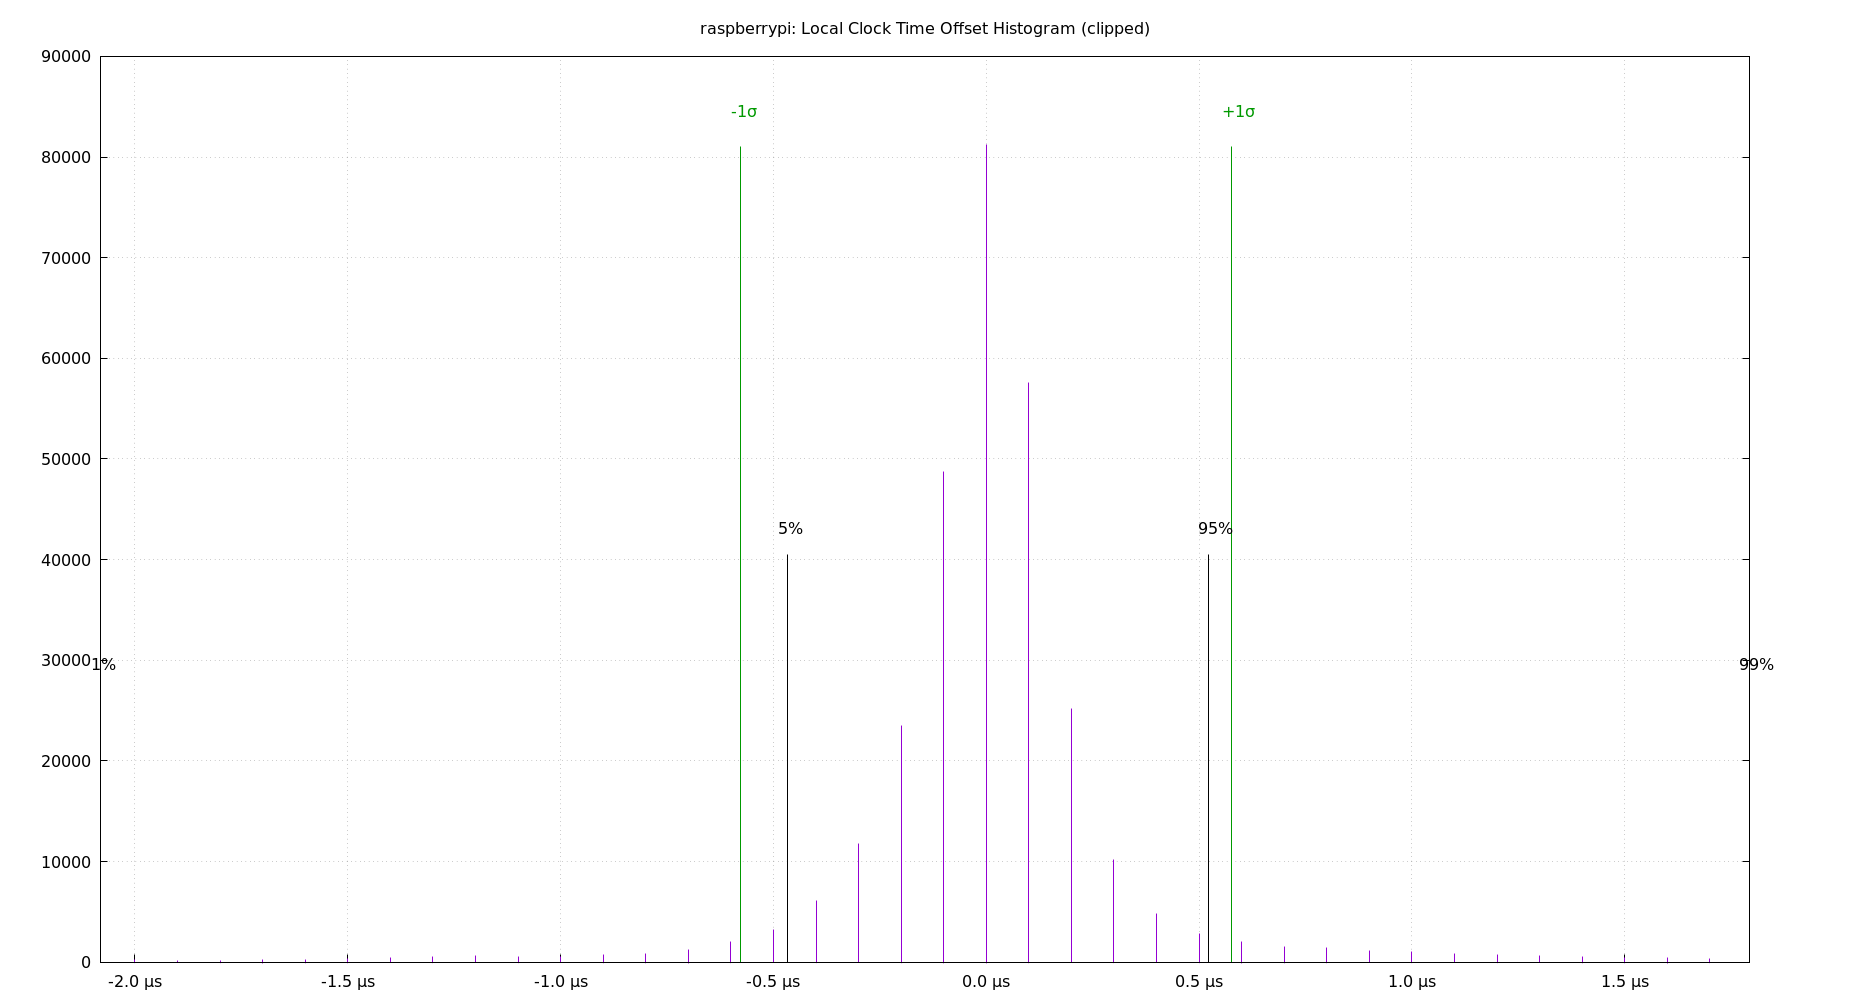 raspberrypi: Local Clock Time Offset Histogram (clipped)
90000
-1σ +1σ
80000
70000
60000
50000
5% 95%
40000
30000 1% 99%
20000
10000
0
-2.0 µs -1.5 µs -1.0 µs -0.5 µs 0.0 µs 0.5 µs 1.0 µs 1.5 µs